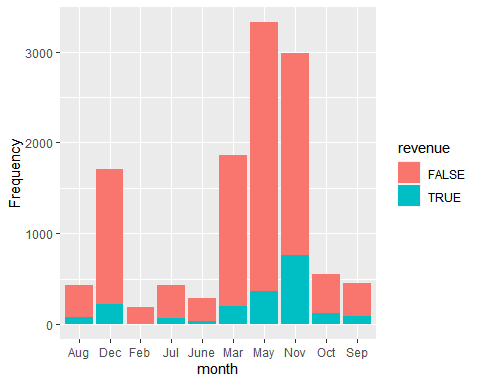 3000
2000
1000
0
Frequency
Aug Dec Feb Jul June Mar May Nov Oct Sep
month
revenue
FALSE
TRUE